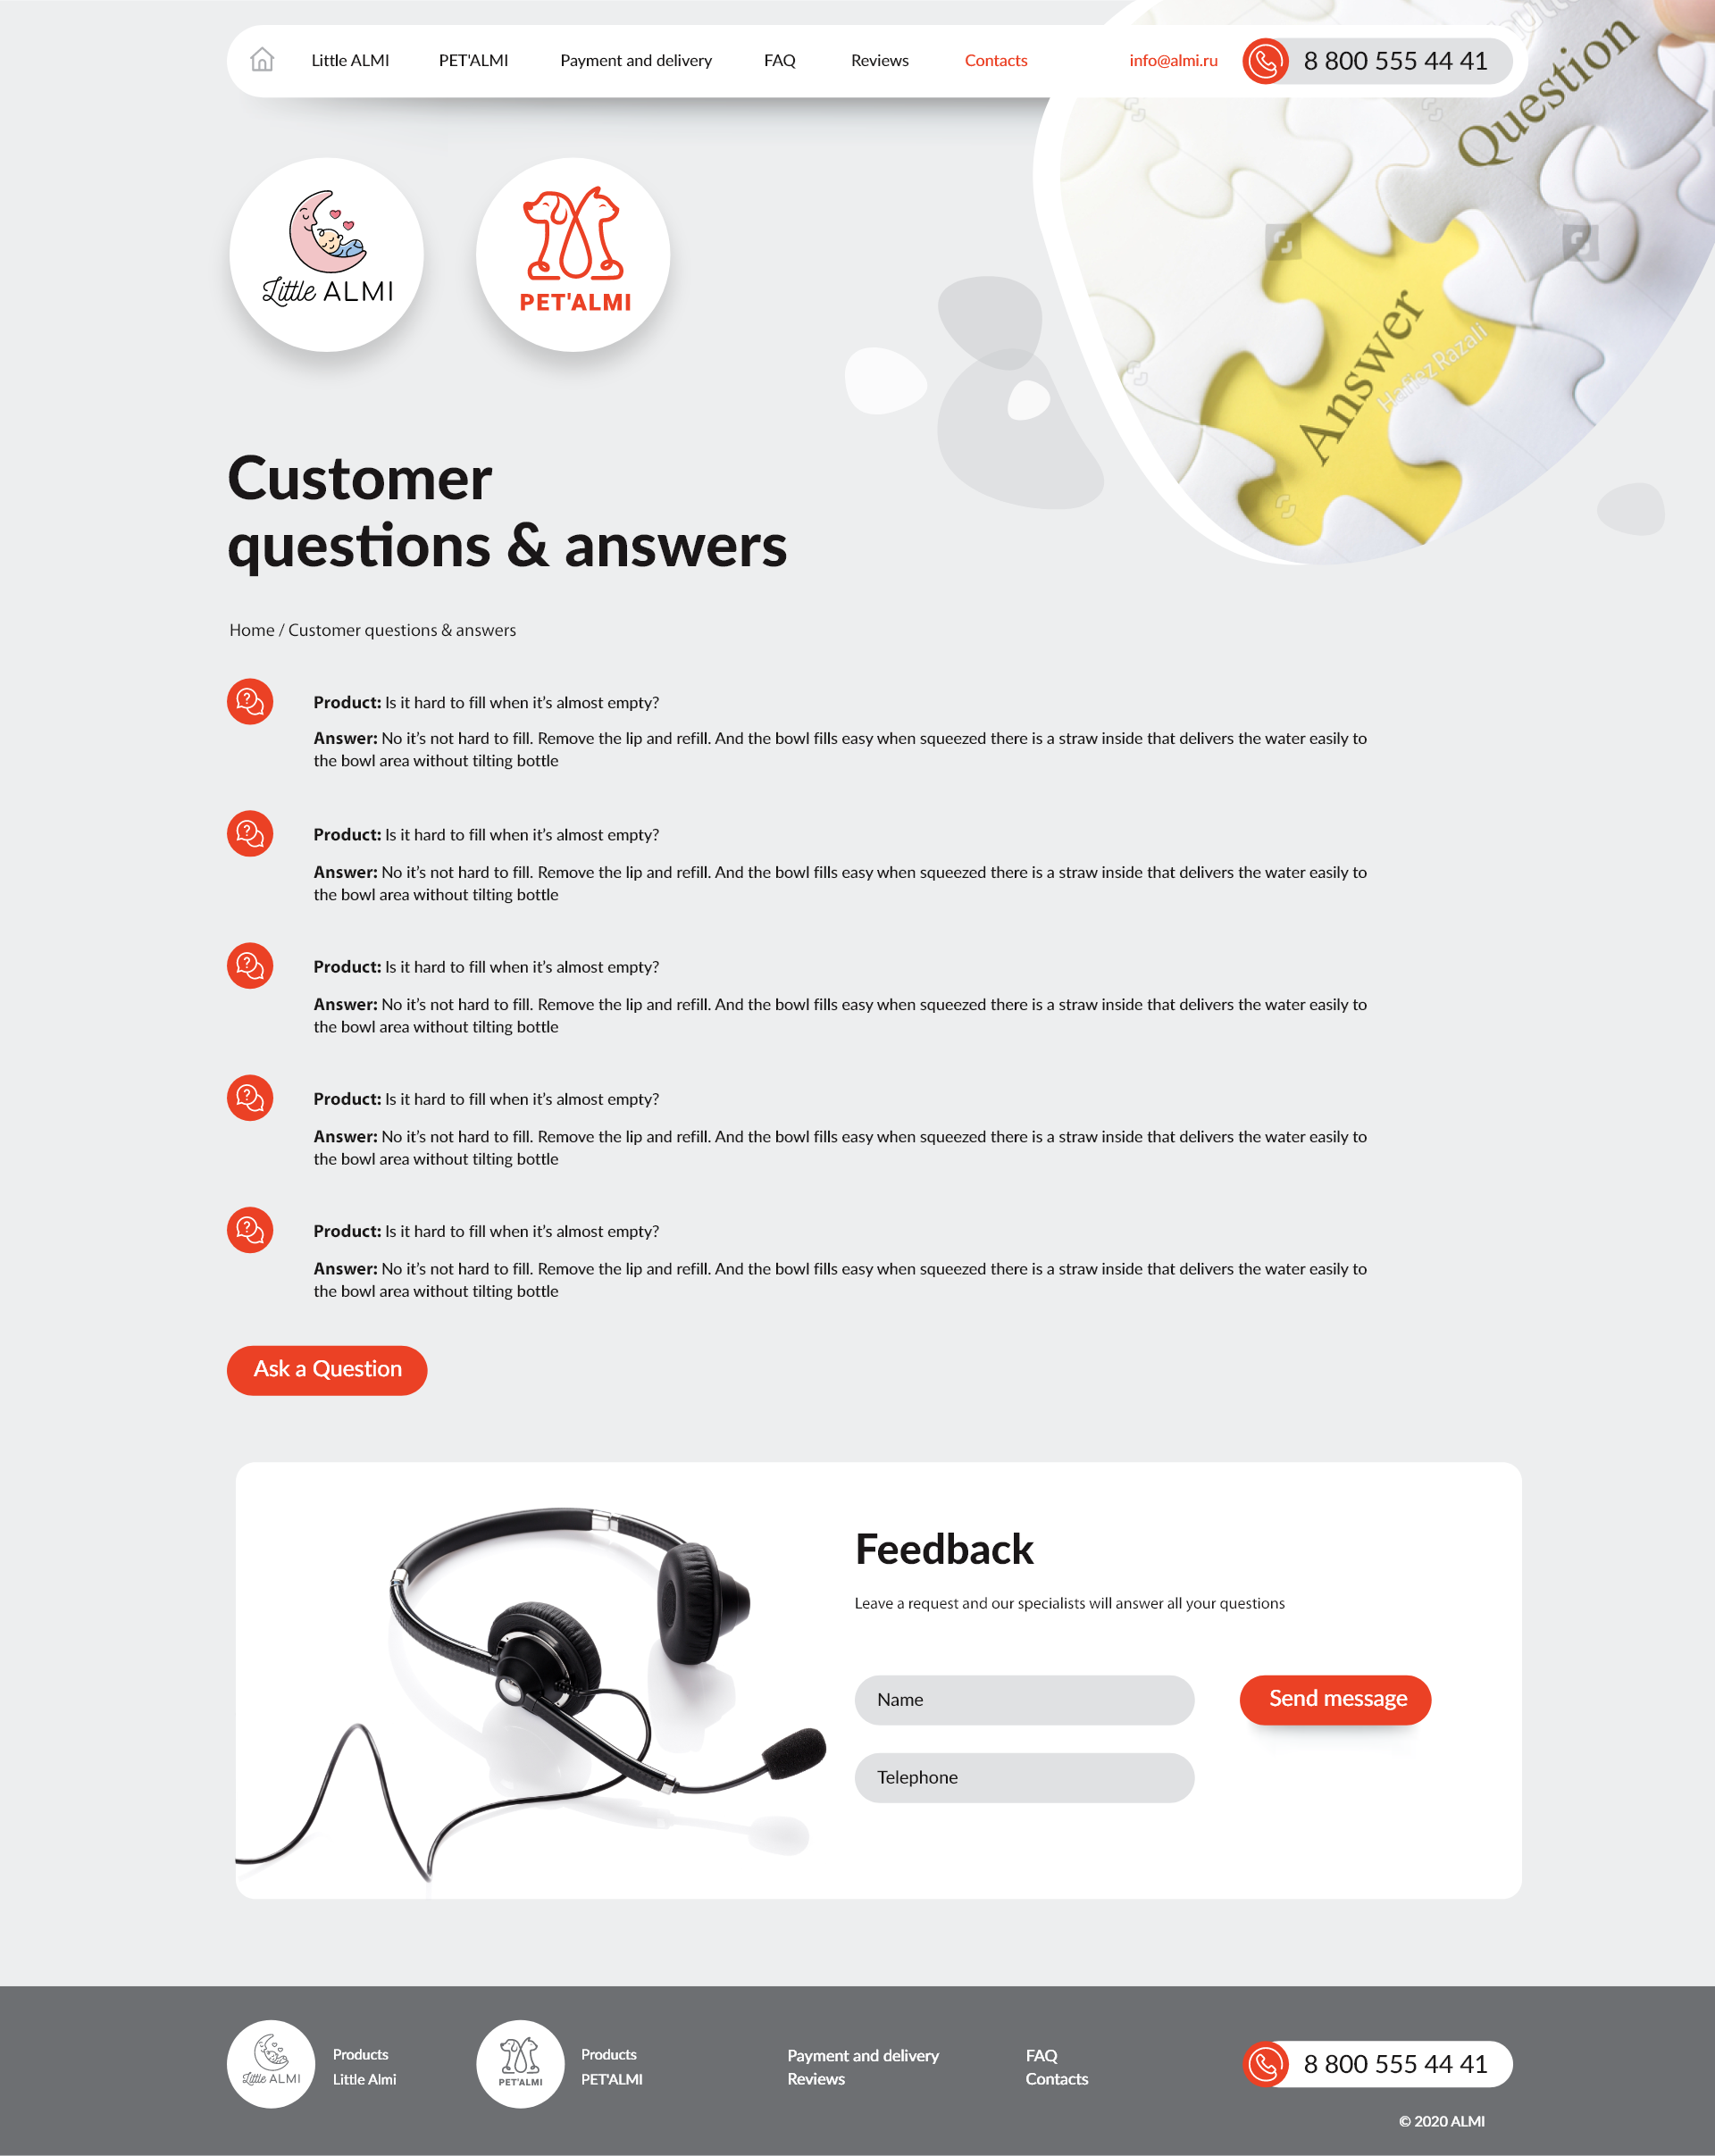 Little ALMI
PET'ALMI
Payment and delivery
FAQ
Reviews
Contacts
info@almi.ru
8 800 555 44 41
Question
Answer
Hafiez Razali
Little ALMI
PET'ALMI
Customer
questions & answers
Home / Customer questions & answers
Product: Is it hard to fill when it’s almost empty?
Answer: No it’s not hard to fill. Remove the lip and refill. And the bowl fills easy when squeezed there is a straw inside that delivers the water easily to
the bowl area without tilting bottle
Product: Is it hard to fill when it’s almost empty?
Answer: No it’s not hard to fill. Remove the lip and refill. And the bowl fills easy when squeezed there is a straw inside that delivers the water easily to
the bowl area without tilting bottle
Product: Is it hard to fill when it’s almost empty?
Answer: No it’s not hard to fill. Remove the lip and refill. And the bowl fills easy when squeezed there is a straw inside that delivers the water easily to
the bowl area without tilting bottle
Product: Is it hard to fill when it’s almost empty?
Answer: No it’s not hard to fill. Remove the lip and refill. And the bowl fills easy when squeezed there is a straw inside that delivers the water easily to
the bowl area without tilting bottle
Product: Is it hard to fill when it’s almost empty?
Answer: No it’s not hard to fill. Remove the lip and refill. And the bowl fills easy when squeezed there is a straw inside that delivers the water easily to
the bowl area without tilting bottle
Ask a Question
Feedback
Leave a request and our specialists will answer all your questions
Name
Send message
Telephone
Little ALMI
Products
Little Almi
PET'ALMI
Products
PET'ALMI
Payment and delivery
Reviews
FAQ
Contacts
8 800 555 44 41
© 2020 ALMI